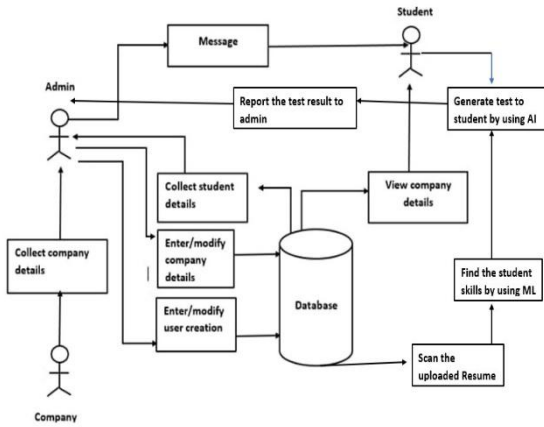 Student
Message
Admin
Report the test result to
admin
Generate test to
student by using AI
Collect student
details
View company
details
Collect company
details
Enter/modify
company
details
Find the student
skills by using ML
Database
Enter/modify
user creation
Scan the
uploaded Resume
Company